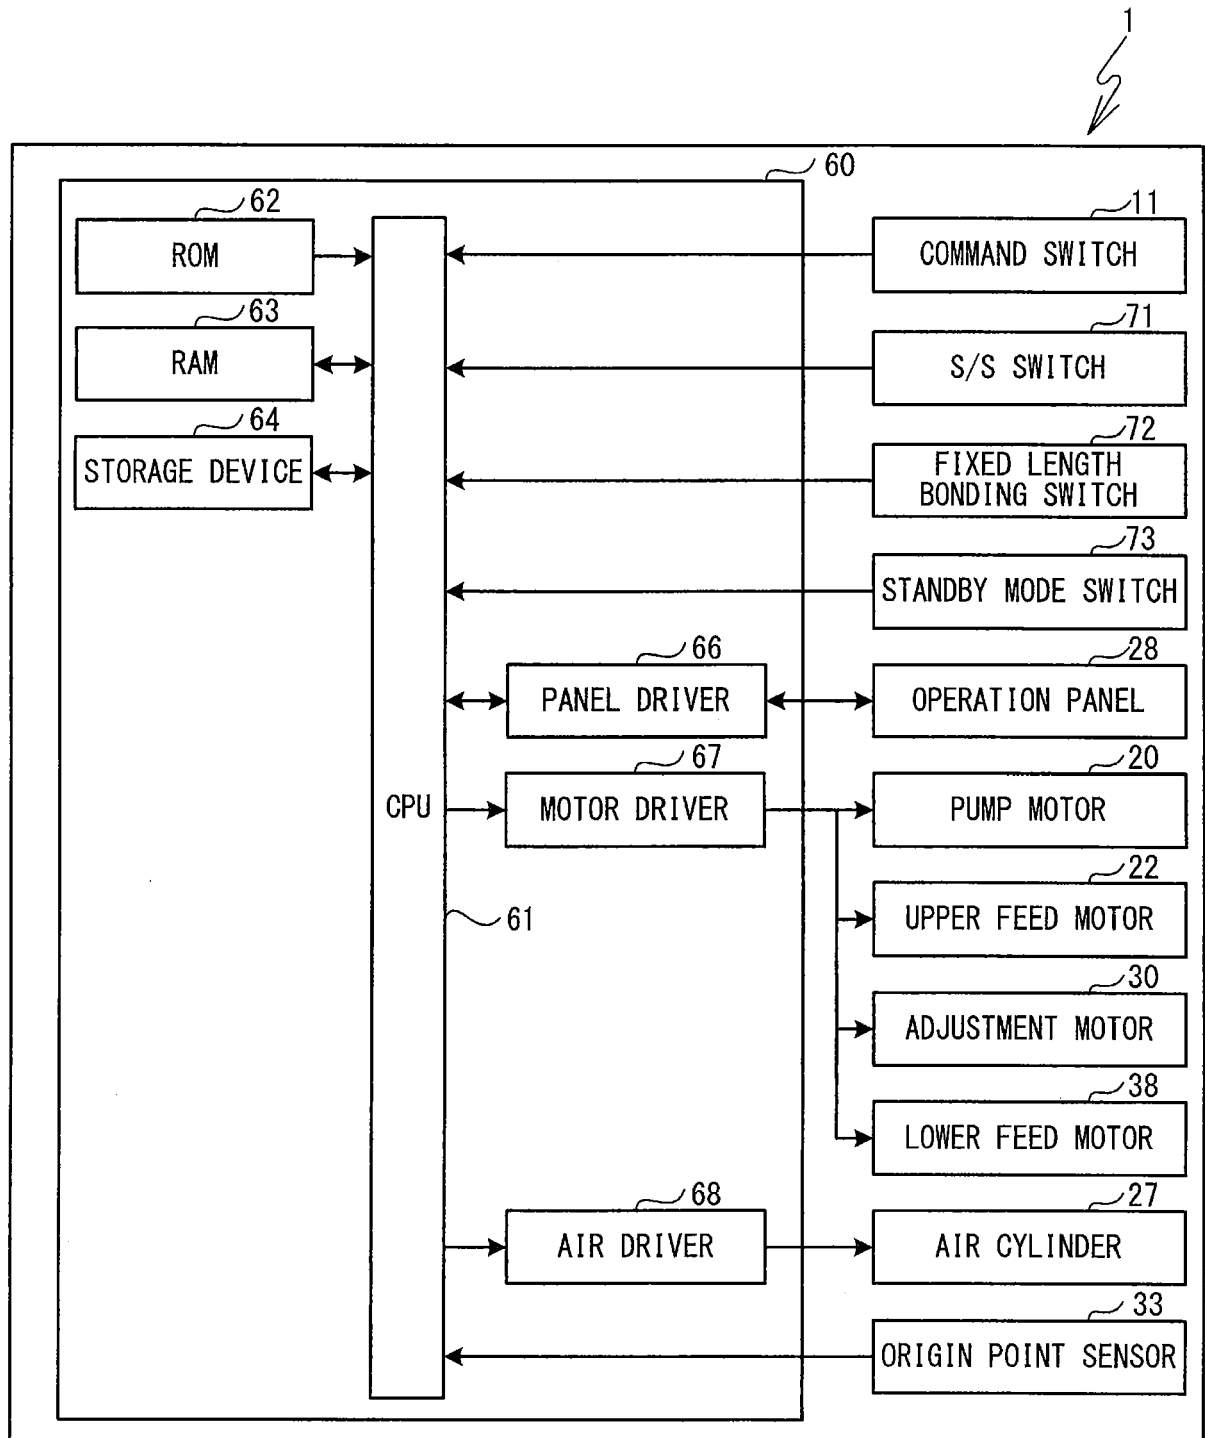 1
60
62
ROM
63
RAM
64
STORAGE DEVICE
CPU
61
11
COMMAND SWITCH
71
S/S SWITCH
72
FIXED LENGTH
BONDING SWITCH
73
STANDBY MODE SWITCH
66
PANEL DRIVER
28
OPERATION PANEL
67
MOTOR DRIVER
20
PUMP MOTOR
22
UPPER FEED MOTOR
30
ADJUSTMENT MOTOR
38
LOWER FEED MOTOR
68
AIR DRIVER
27
AIR CYLINDER
33
ORIGIN POINT SENSOR